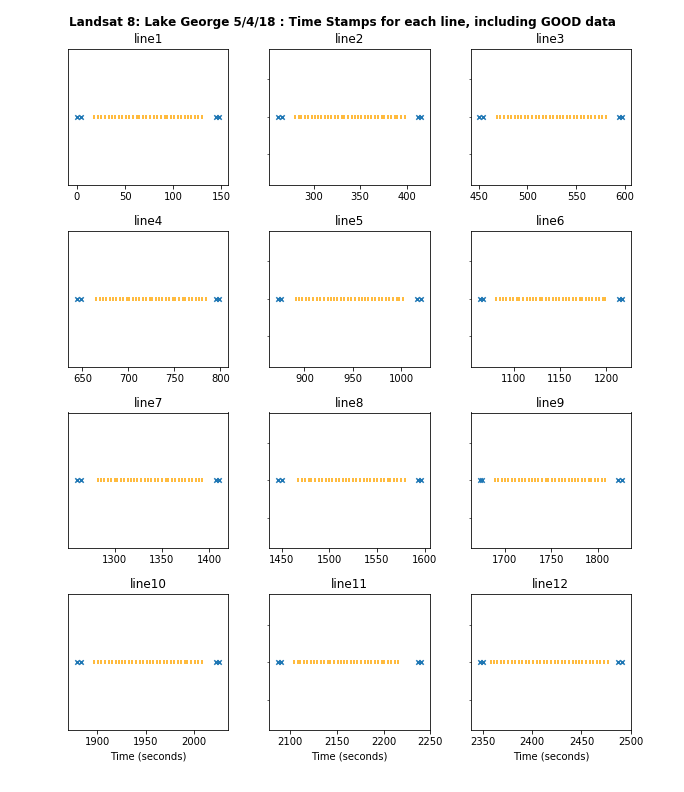 Landsat 8: Lake George 5/4/18 : Time Stamps for each line, including GOOD data
line1 line2 line3
0 50 100 150 300 400 450 500 550 600
line4 line5 line6
650 700 750 800 900 950 1000 1100 1150 1200
line7 line8 line9
1300 1350 1400 1450 1500 1550 1600 1700 1750 1800
line10 line11 line12
1900 1950 2000 2100 2150 2200 2250 2350 2400 2450 2500
Time (seconds) Time (seconds) Time (seconds)